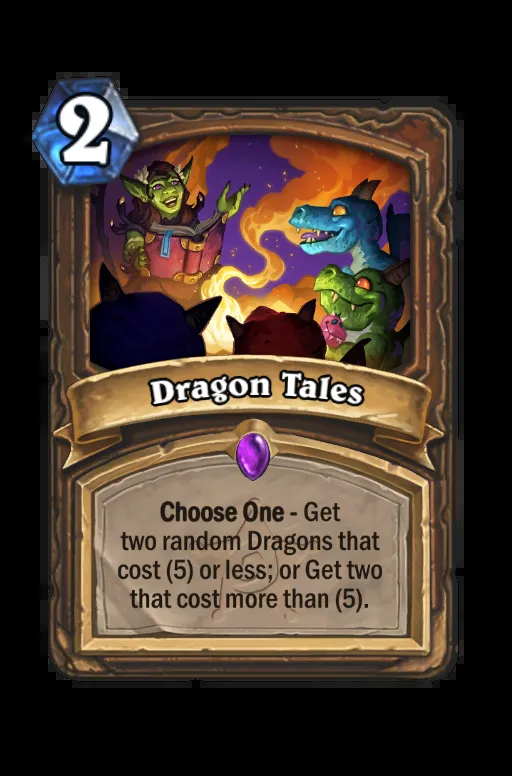 2
Dragon Tales
Choose One - Get
two random Dragons that
cost (5) or less; or Get two
that cost more than (5).